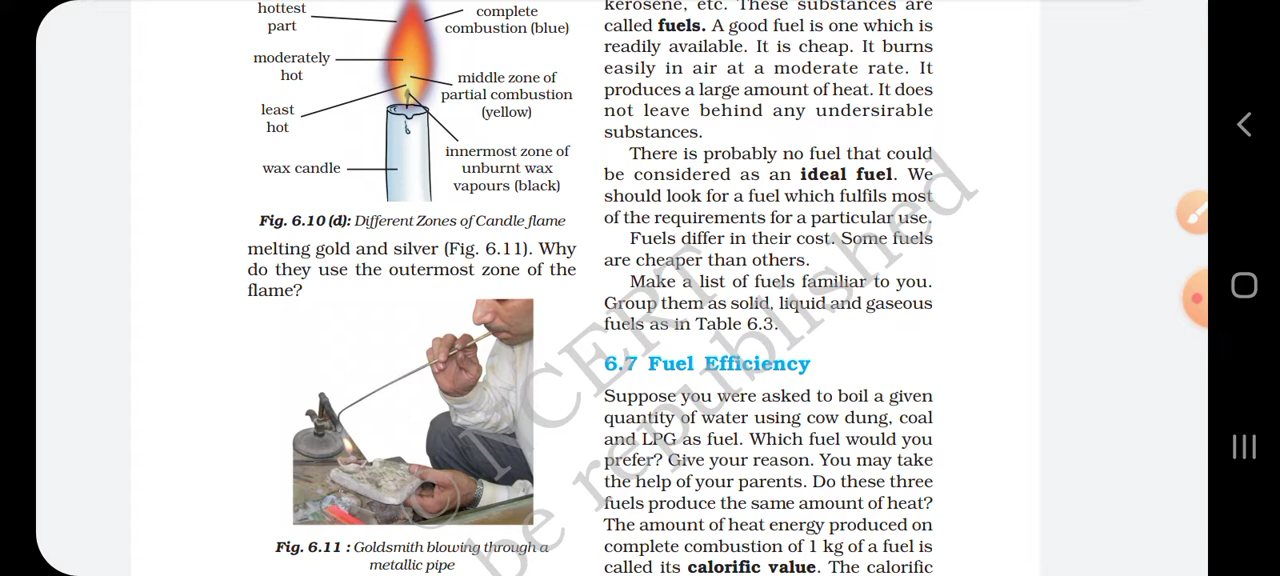 hottest
part
complete
combustion (blue)
moderately
hot
middle zone of
partial combustion
(yellow)
least
hot
innermost zone of
unburnt wax
vapours (black)
wax candle
Fig. 6.10 (d): Different Zones of Candle flame
melting gold and silver (Fig. 6.11). Why
do they use the outermost zone of the
flame?
Fig. 6.11 : Goldsmith blowing through a
metallic pipe
kerosene, etc. These substances are
called fuels. A good fuel is one which is
readily available. It is cheap. It burns
easily in air at a moderate rate. It
produces a large amount of heat. It does
not leave behind any undersirable
substances.
There is probably no fuel that could
be considered as an ideal fuel. We
should look for a fuel which fulfils most
of the requirements for a particular use.
Fuels differ in their cost. Some fuels
are cheaper than others.
Make a list of fuels familiar to you.
Group them as solid, liquid and gaseous
fuels as in Table 6.3.
6.7 Fuel Efficiency
Suppose you were asked to boil a given
quantity of water using cow dung, coal
and LPG as fuel. Which fuel would you
prefer? Give your reason. You may take
the help of your parents. Do these three
fuels produce the same amount of heat?
The amount of heat energy produced on
complete combustion of 1 kg of a fuel is
called its calorific value. The calorific
© NCERT
be republished